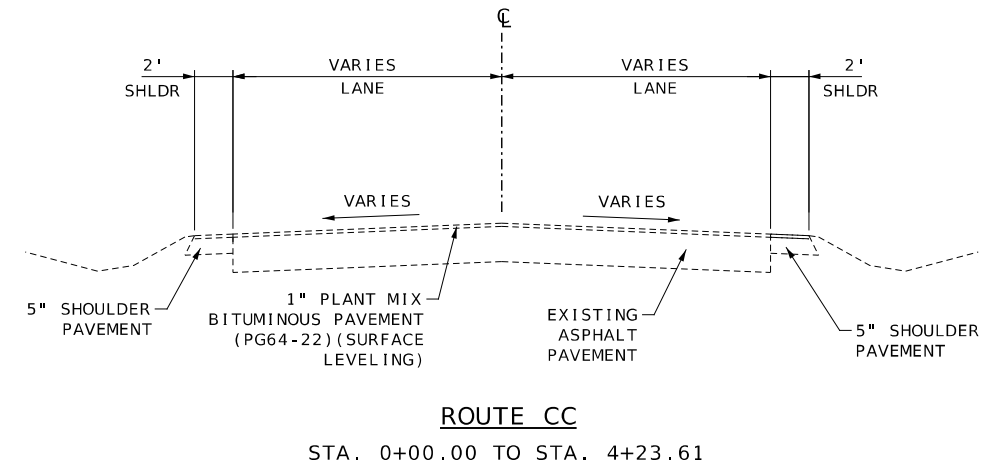 ℄
2'
SHLDR
VARIES
LANE
VARIES
LANE
2'
SHLDR
VARIES
VARIES
5" SHOULDER
PAVEMENT
1" PLANT MIX
BITUMINOUS PAVEMENT
(PG64-22)(SURFACE
LEVELING)
EXISTING
ASPHALT
PAVEMENT
5" SHOULDER
PAVEMENT
ROUTE CC
STA. 0+00.00 TO STA. 4+23.61